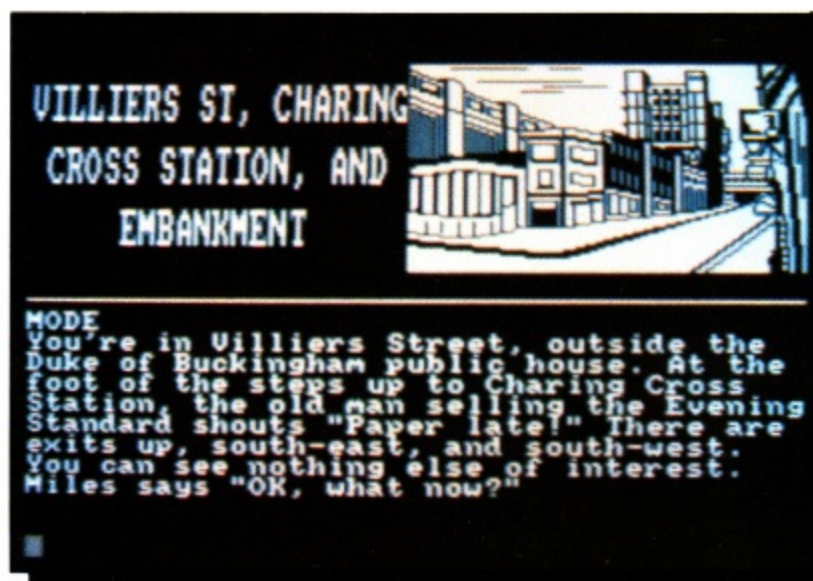 VILLIERS ST, CHARING
CROSS STATION, AND
EMBANKMENT
MODE
You're in Villiers Street, outside the
Duke of Buckingham public house. At the
foot of the steps up to Charing Cross
Station, the old man selling the Evening
Standard shouts "Paper late!" There are
exits up, south-east, and south-west.
You can see nothing else of interest.
Miles says "OK, what now?"